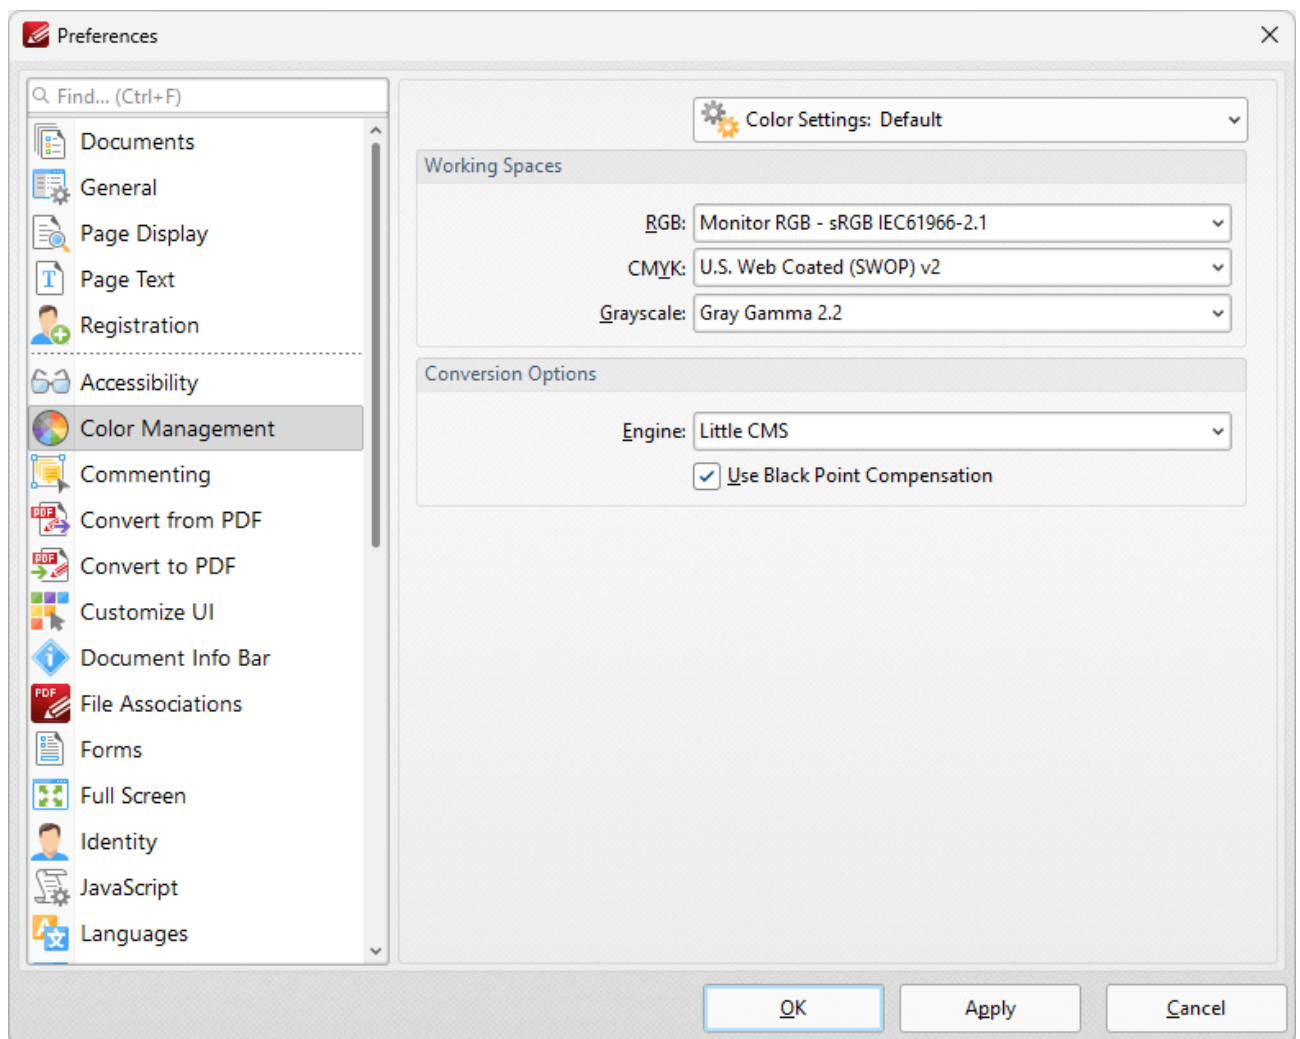 Preferences
Find... (Ctrl+F)
Documents
General
Page Display
Page Text
Registration
Accessibility
Color Management
Commenting
Convert from PDF
Convert to PDF
Customize UI
Document Info Bar
File Associations
Forms
Full Screen
Identity
JavaScript
Languages
Color Settings: Default
Working Spaces
RGB: Monitor RGB - sRGB IEC61966-2.1
CMYK: U.S. Web Coated (SWOP) v2
Grayscale: Gray Gamma 2.2
Conversion Options
Engine: Little CMS
Use Black Point Compensation
OK Apply Cancel